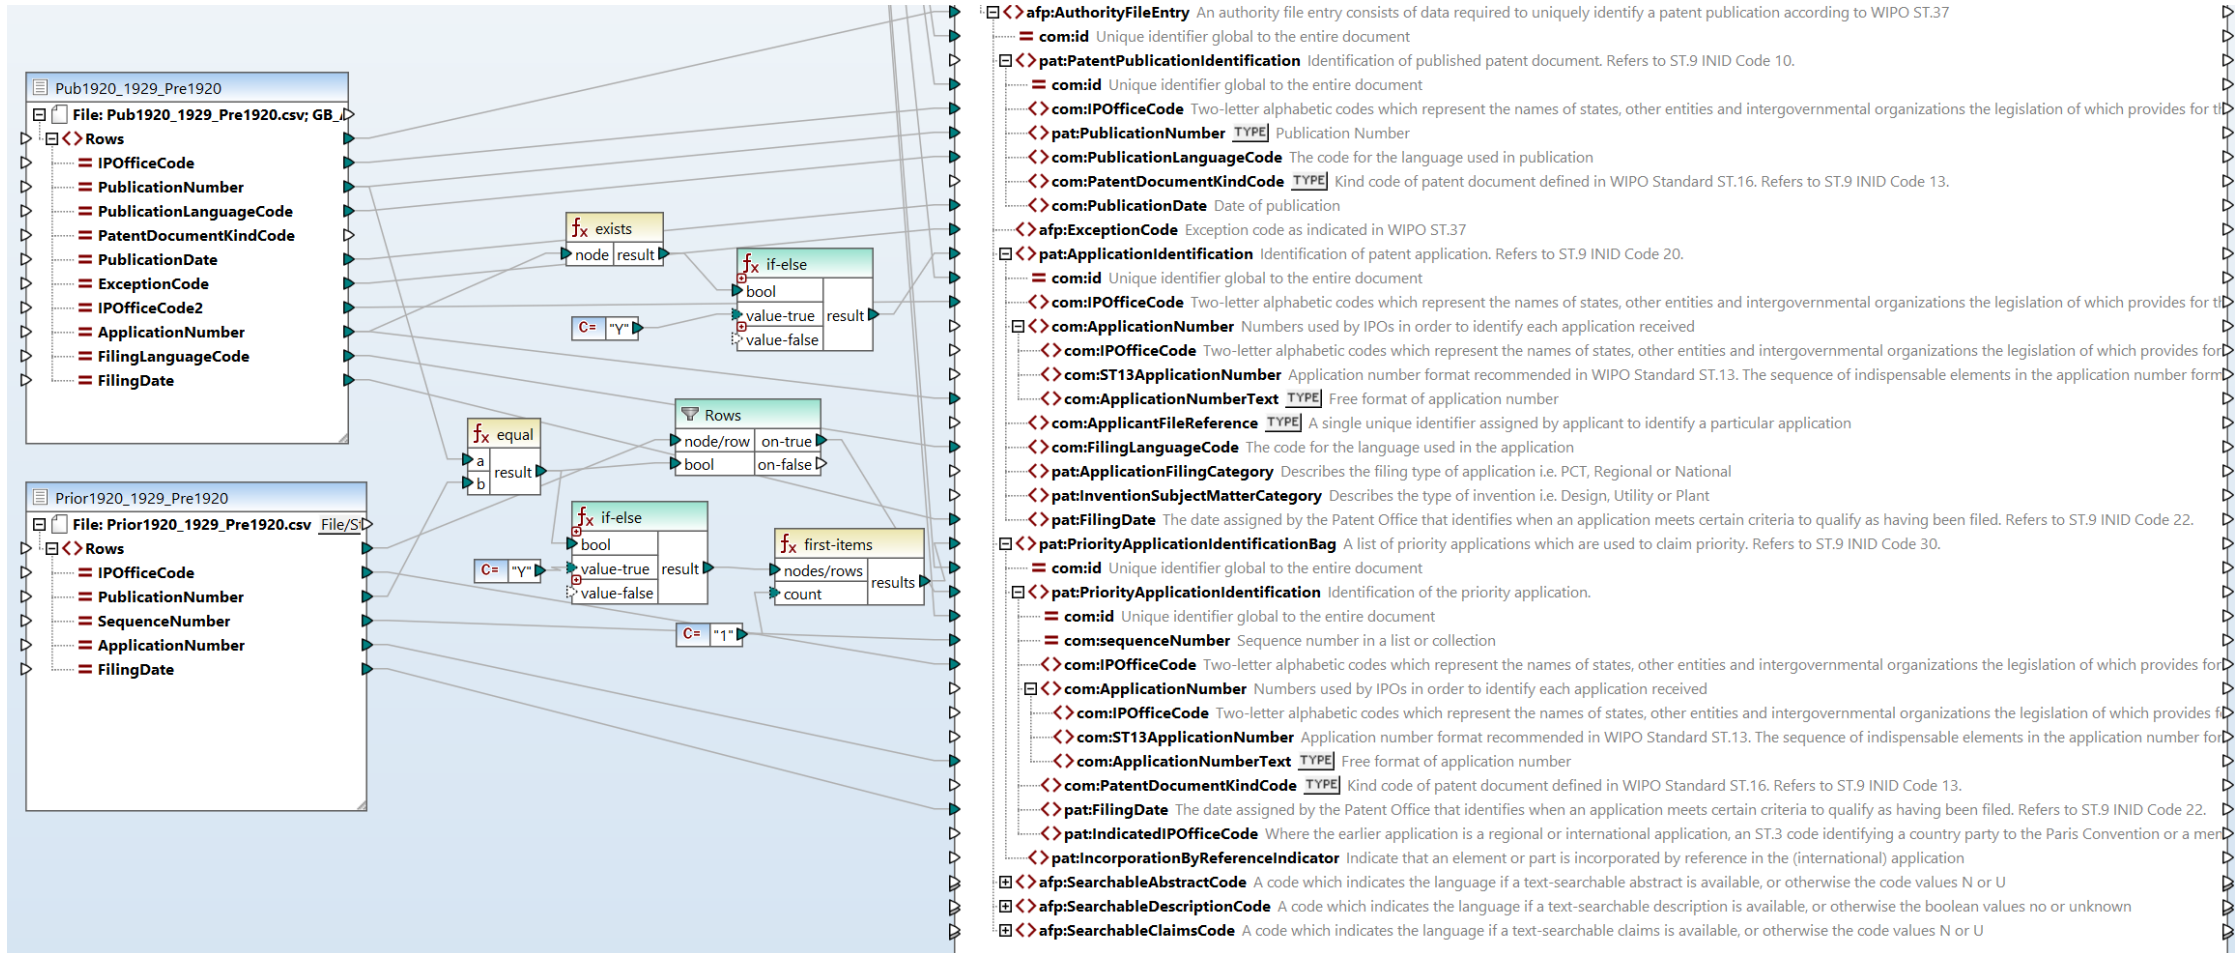 Pub1920_1929_Pre1920
File: Pub1920_1929_Pre1920.csv; GB_
Rows
IPOfficeCode
PublicationNumber
PublicationLanguageCode
PatentDocumentKindCode
PublicationDate
ExceptionCode
IPOfficeCode2
ApplicationNumber
FilingLanguageCode
FilingDate
Prior1920_1929_Pre1920
File: Prior1920_1929_Pre1920.csv File/St
Rows
IPOfficeCode
PublicationNumber
SequenceNumber
ApplicationNumber
FilingDate
fx exists
node result
fx if-else
bool
value-true result
value-false
C= "Y"
fx equal
a
result
b
Rows
node/row on-true
bool on-false
fx if-else
bool
value-true result
value-false
C= "Y"
fx first-items
nodes/rows
results
count
C= "1"
afp:AuthorityFileEntry An authority file entry consists of data required to uniquely identify a patent publication according to WIPO ST.37
com:id Unique identifier global to the entire document
pat:PatentPublicationIdentification Identification of published patent document. Refers to ST.9 INID Code 10.
com:id Unique identifier global to the entire document
com:IPOfficeCode Two-letter alphabetic codes which represent the names of states, other entities and intergovernmental organizations the legislation of which provides for th
pat:PublicationNumber TYPE Publication Number
com:PublicationLanguageCode The code for the language used in publication
com:PatentDocumentKindCode TYPE Kind code of patent document defined in WIPO Standard ST.16. Refers to ST.9 INID Code 13.
com:PublicationDate Date of publication
afp:ExceptionCode Exception code as indicated in WIPO ST.37
pat:ApplicationIdentification Identification of patent application. Refers to ST.9 INID Code 20.
com:id Unique identifier global to the entire document
com:IPOfficeCode Two-letter alphabetic codes which represent the names of states, other entities and intergovernmental organizations the legislation of which provides for th
com:ApplicationNumber Numbers used by IPOs in order to identify each application received
com:IPOfficeCode Two-letter alphabetic codes which represent the names of states, other entities and intergovernmental organizations the legislation of which provides for
com:ST13ApplicationNumber Application number format recommended in WIPO Standard ST.13. The sequence of indispensable elements in the application number form
com:ApplicationNumberText TYPE Free format of application number
com:ApplicantFileReference TYPE A single unique identifier assigned by applicant to identify a particular application
com:FilingLanguageCode The code for the language used in the application
pat:ApplicationFilingCategory Describes the filing type of application i.e. PCT, Regional or National
pat:InventionSubjectMatterCategory Describes the type of invention i.e. Design, Utility or Plant
pat:FilingDate The date assigned by the Patent Office that identifies when an application meets certain criteria to qualify as having been filed. Refers to ST.9 INID Code 22.
pat:PriorityApplicationIdentificationBag A list of priority applications which are used to claim priority. Refers to ST.9 INID Code 30.
com:id Unique identifier global to the entire document
pat:PriorityApplicationIdentification Identification of the priority application.
com:id Unique identifier global to the entire document
com:sequenceNumber Sequence number in a list or collection
com:IPOfficeCode Two-letter alphabetic codes which represent the names of states, other entities and intergovernmental organizations the legislation of which provides for
com:ApplicationNumber Numbers used by IPOs in order to identify each application received
com:IPOfficeCode Two-letter alphabetic codes which represent the names of states, other entities and intergovernmental organizations the legislation of which provides f
com:ST13ApplicationNumber Application number format recommended in WIPO Standard ST.13. The sequence of indispensable elements in the application number for
com:ApplicationNumberText TYPE Free format of application number
com:PatentDocumentKindCode TYPE Kind code of patent document defined in WIPO Standard ST.16. Refers to ST.9 INID Code 13.
pat:FilingDate The date assigned by the Patent Office that identifies when an application meets certain criteria to qualify as having been filed. Refers to ST.9 INID Code 22.
pat:IndicatedIPOfficeCode Where the earlier application is a regional or international application, an ST.3 code identifying a country party to the Paris Convention or a mem
pat:IncorporationByReferenceIndicator Indicate that an element or part is incorporated by reference in the (international) application
afp:SearchableAbstractCode A code which indicates the language if a text-searchable abstract is available, or otherwise the code values N or U
afp:SearchableDescriptionCode A code which indicates the language if a text-searchable description is available, or otherwise the boolean values no or unknown
afp:SearchableClaimsCode A code which indicates the language if a text-searchable claims is available, or otherwise the code values N or U